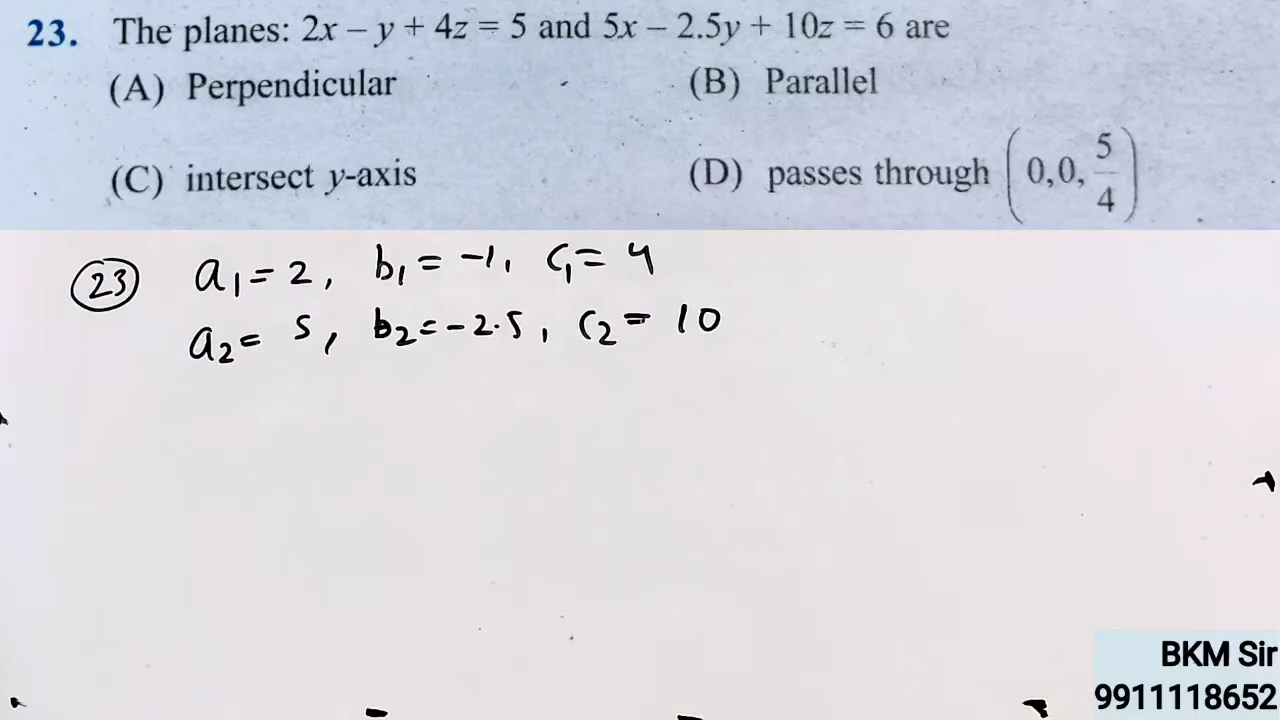 23. The planes: 2x – y + 4z = 5 and 5x – 2.5y + 10z = 6 are
(A) Perpendicular (B) Parallel
(C) intersect y-axis (D) passes through (0,0, 5/4)
(23) a₁ = 2, b₁ = -1, c₁ = 4
a₂ = 5, b₂ = -2.5, c₂ = 10
BKM Sir
9911118652